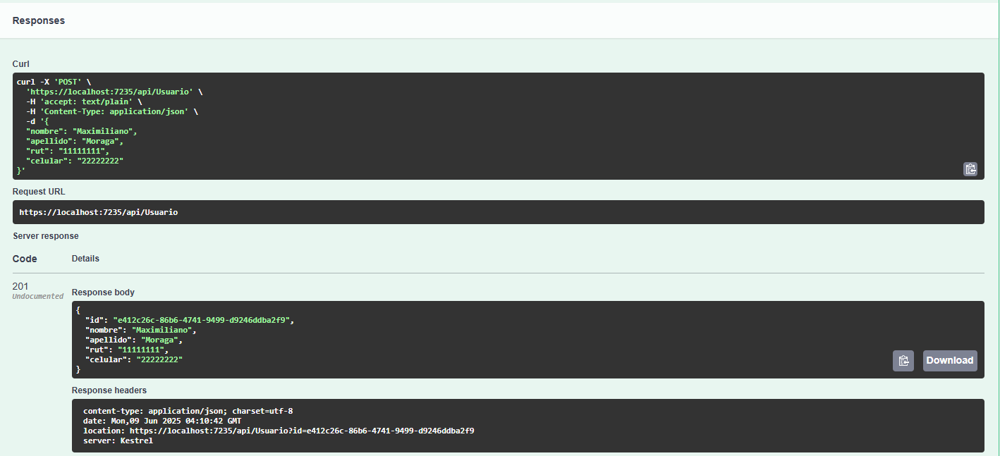 Responses
Curl
curl -X 'POST' \
  'https://localhost:7235/api/Usuario' \
  -H 'accept: text/plain' \
  -H 'Content-Type: application/json' \
  -d '{
  "nombre": "Maximiliano",
  "apellido": "Moraga",
  "rut": "11111111",
  "celular": "22222222"
}'
Request URL
https://localhost:7235/api/Usuario
Server response
Code Details
201
Undocumented
Response body
{
  "id": "e412c26c-86b6-4741-9499-d9246ddba2f9",
  "nombre": "Maximiliano",
  "apellido": "Moraga",
  "rut": "11111111",
  "celular": "22222222"
}
Download
Response headers
content-type: application/json; charset=utf-8
date: Mon,09 Jun 2025 04:10:42 GMT
location: https://localhost:7235/api/Usuario?id=e412c26c-86b6-4741-9499-d9246ddba2f9
server: Kestrel